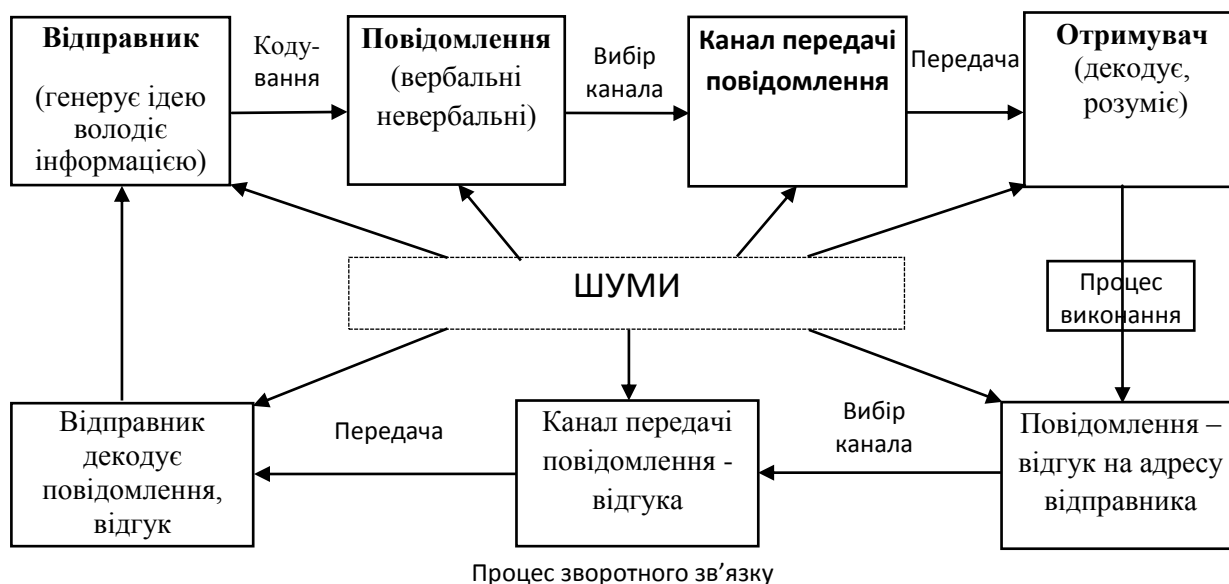 Відправник
(генерує ідею
володіє
інформацією)
Коду-
вання
Повідомлення
(вербальні
невербальні)
Вибір
канала
Канал передачі
повідомлення
Передача
Отримувач
(декодує,
розуміє)
ШУМИ
Процес
виконання
Відправник
декодує
повідомлення,
відгук
Передача
Канал передачі
повідомлення -
відгука
Вибір
канала
Повідомлення –
відгук на адресу
відправника
Процес зворотного зв’язку